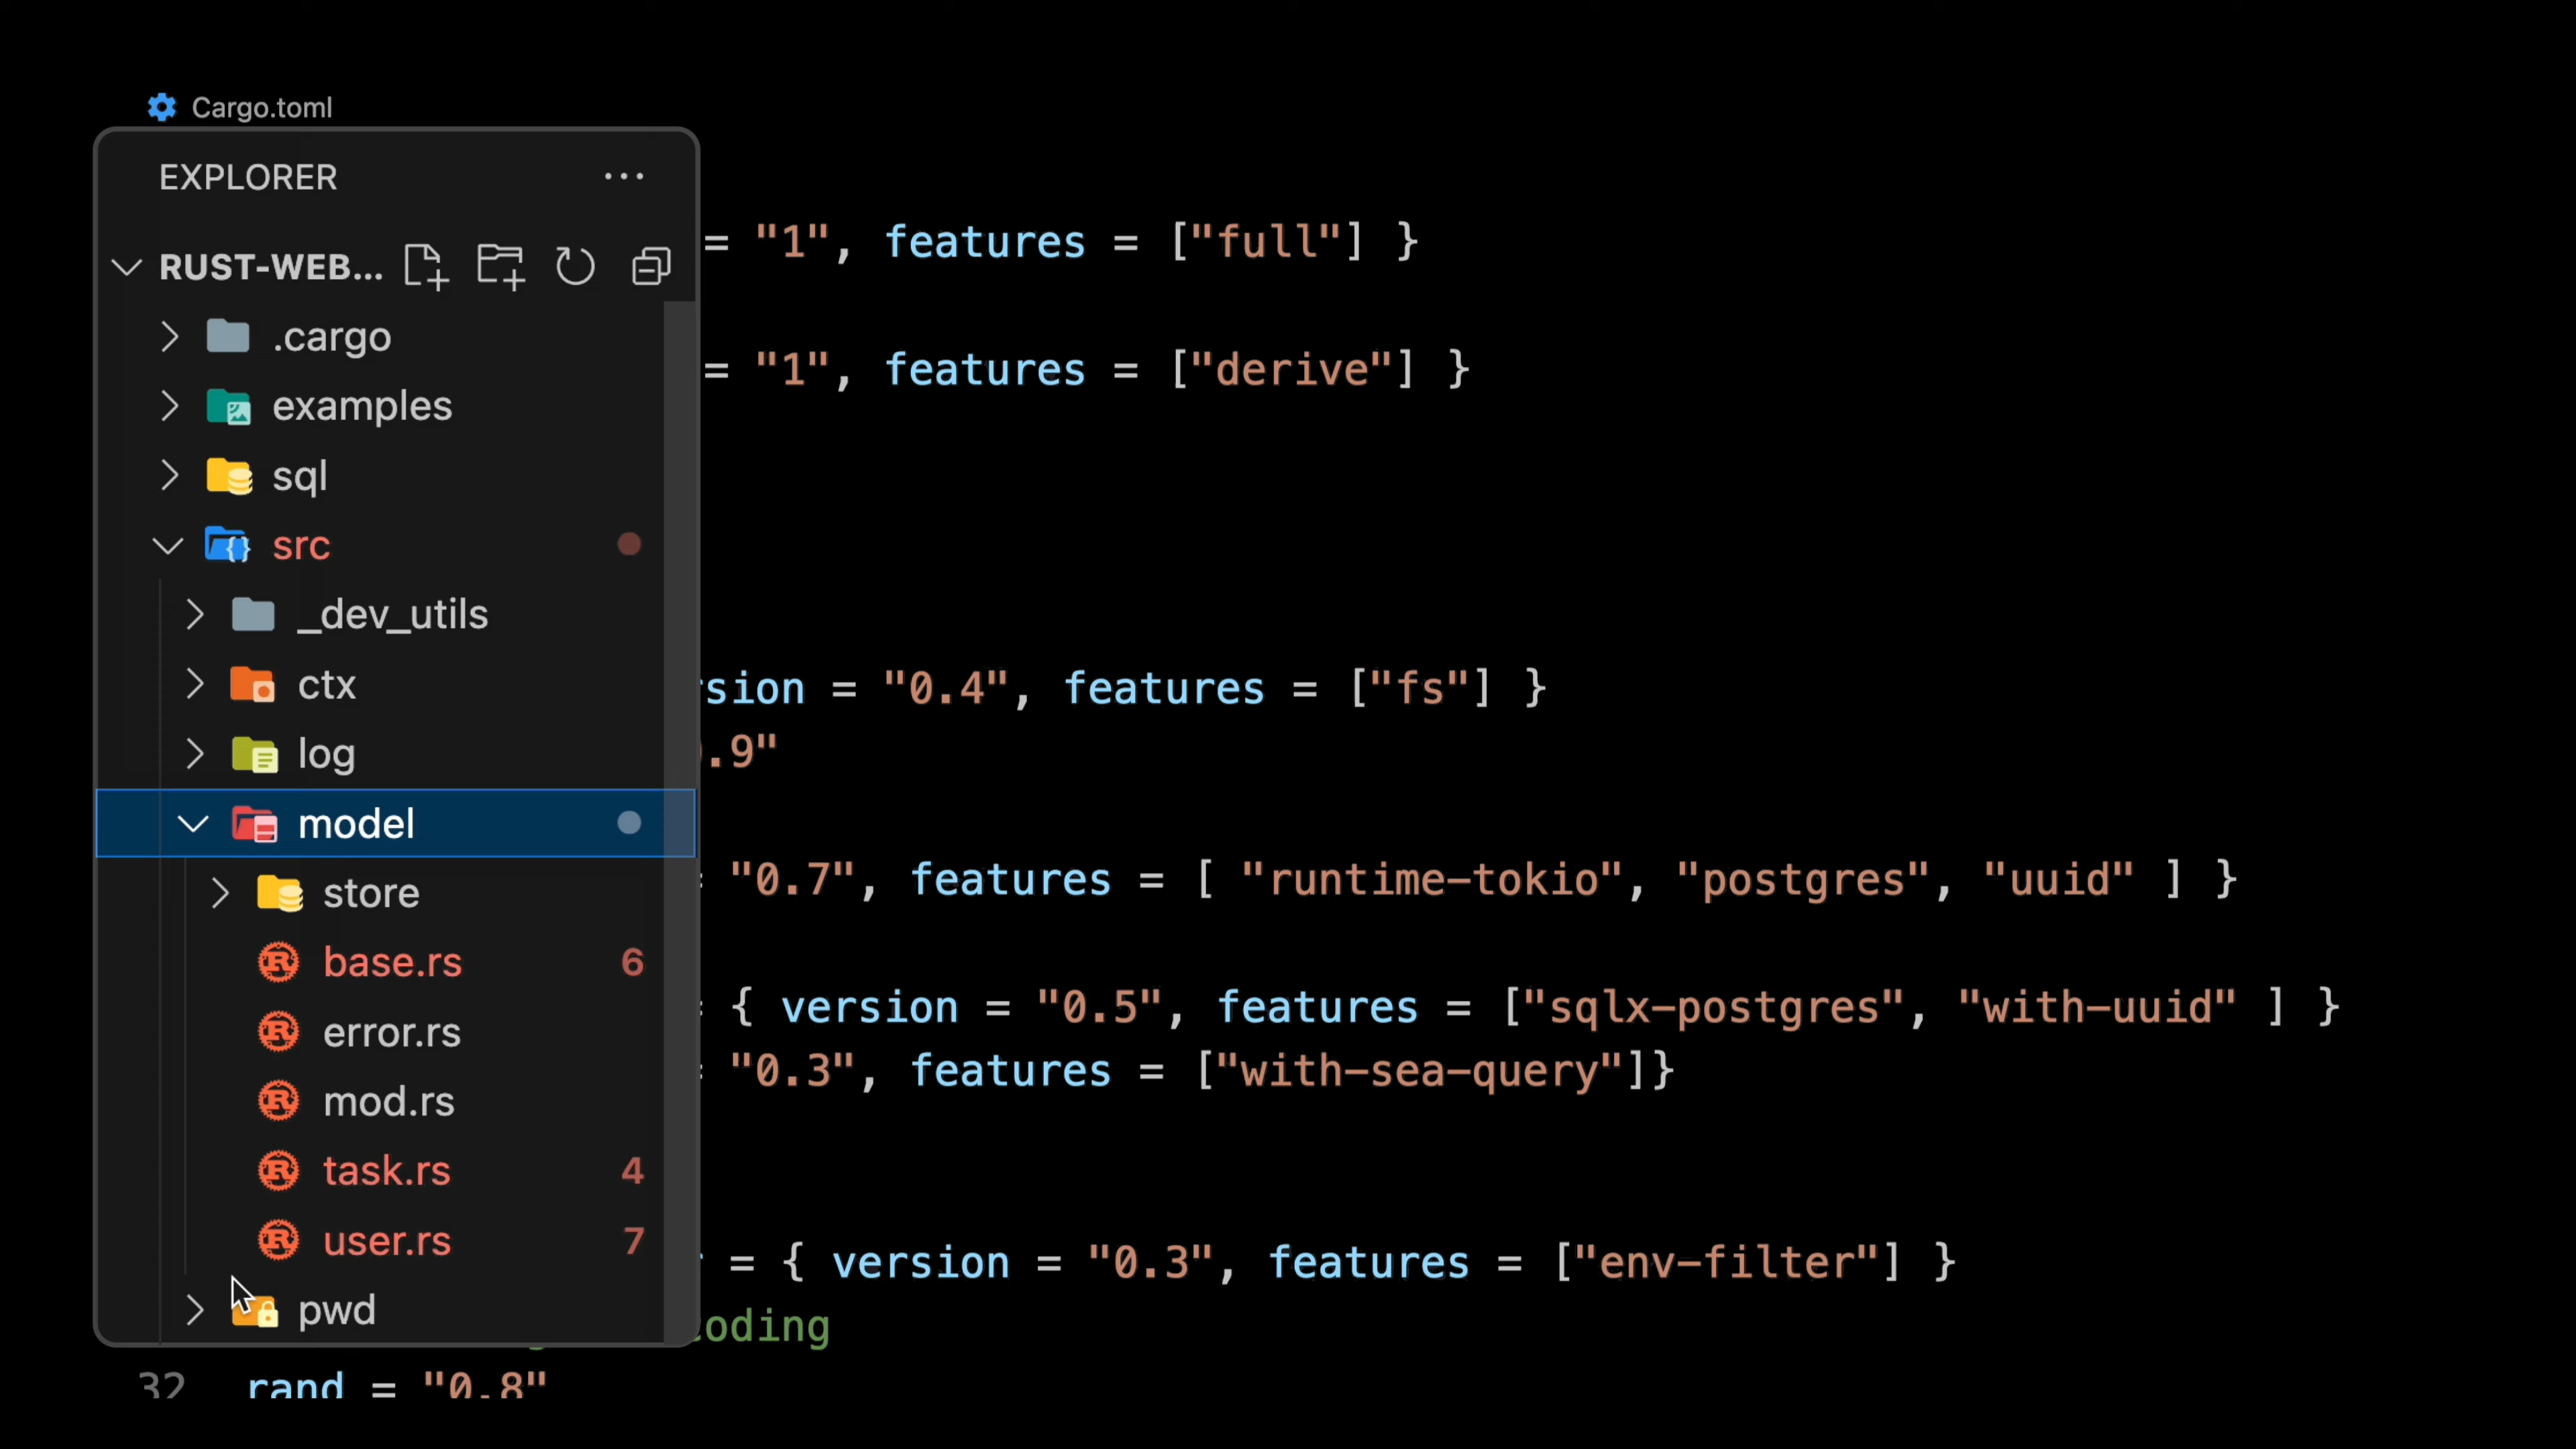 Cargo.toml
EXPLORER
RUST-WEB...
.cargo
examples
sql
src
_dev_utils
ctx
log
model
store
base.rs 6
error.rs
mod.rs
task.rs 4
user.rs 7
pwd
= "1", features = ["full"] }
= "1", features = ["derive"] }
sion = "0.4", features = ["fs"] }
.9"
"0.7", features = [ "runtime-tokio", "postgres", "uuid" ] }
= { version = "0.5", features = ["sqlx-postgres", "with-uuid" ] }
"0.3", features = ["with-sea-query"]}
= { version = "0.3", features = ["env-filter"] }
coding
32 rand = "0.8"